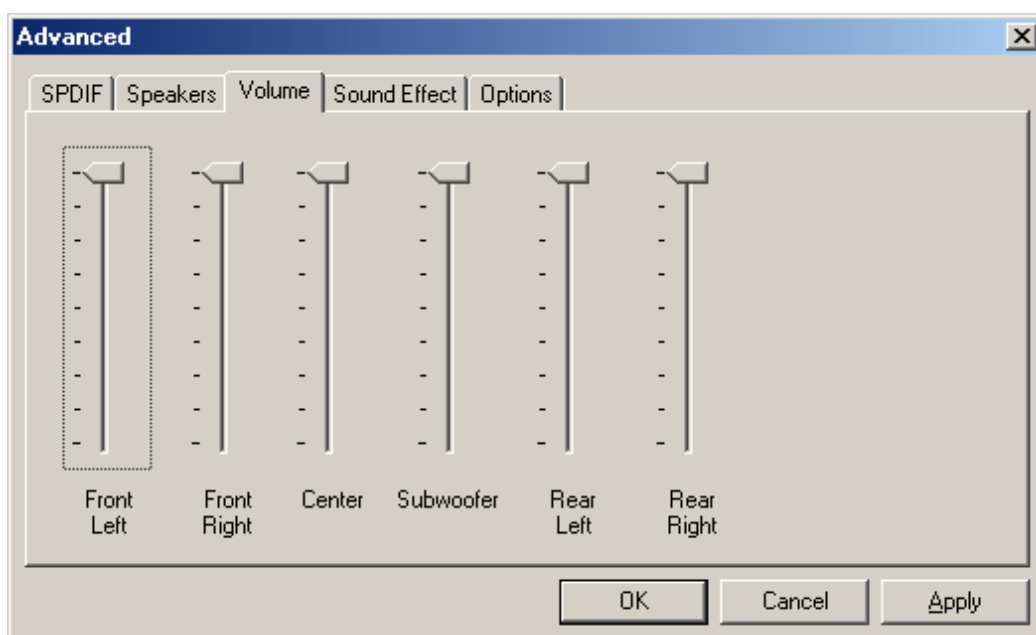 Advanced
SPDIF Speakers Volume Sound Effect Options
Front Front Center Subwoofer Rear Rear
Left Right Left Right
OK Cancel Apply